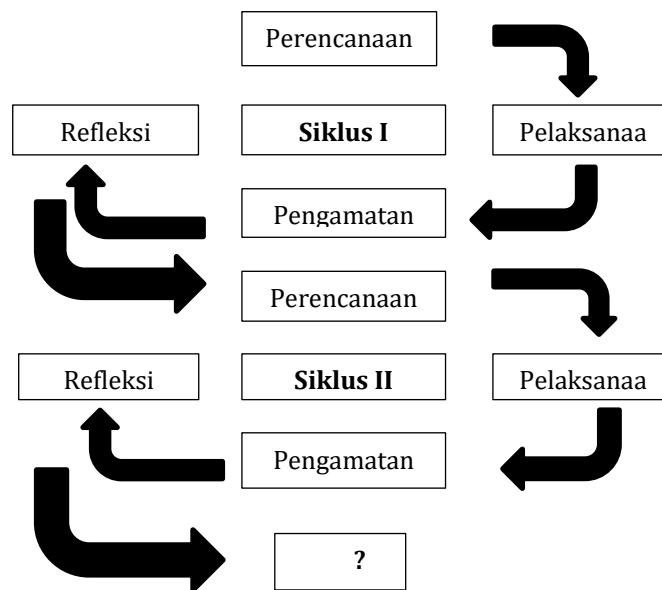 Perencanaan
Refleksi
Siklus I
Pelaksanaa
Pengamatan
Perencanaan
Refleksi
Siklus II
Pelaksanaa
Pengamatan
?